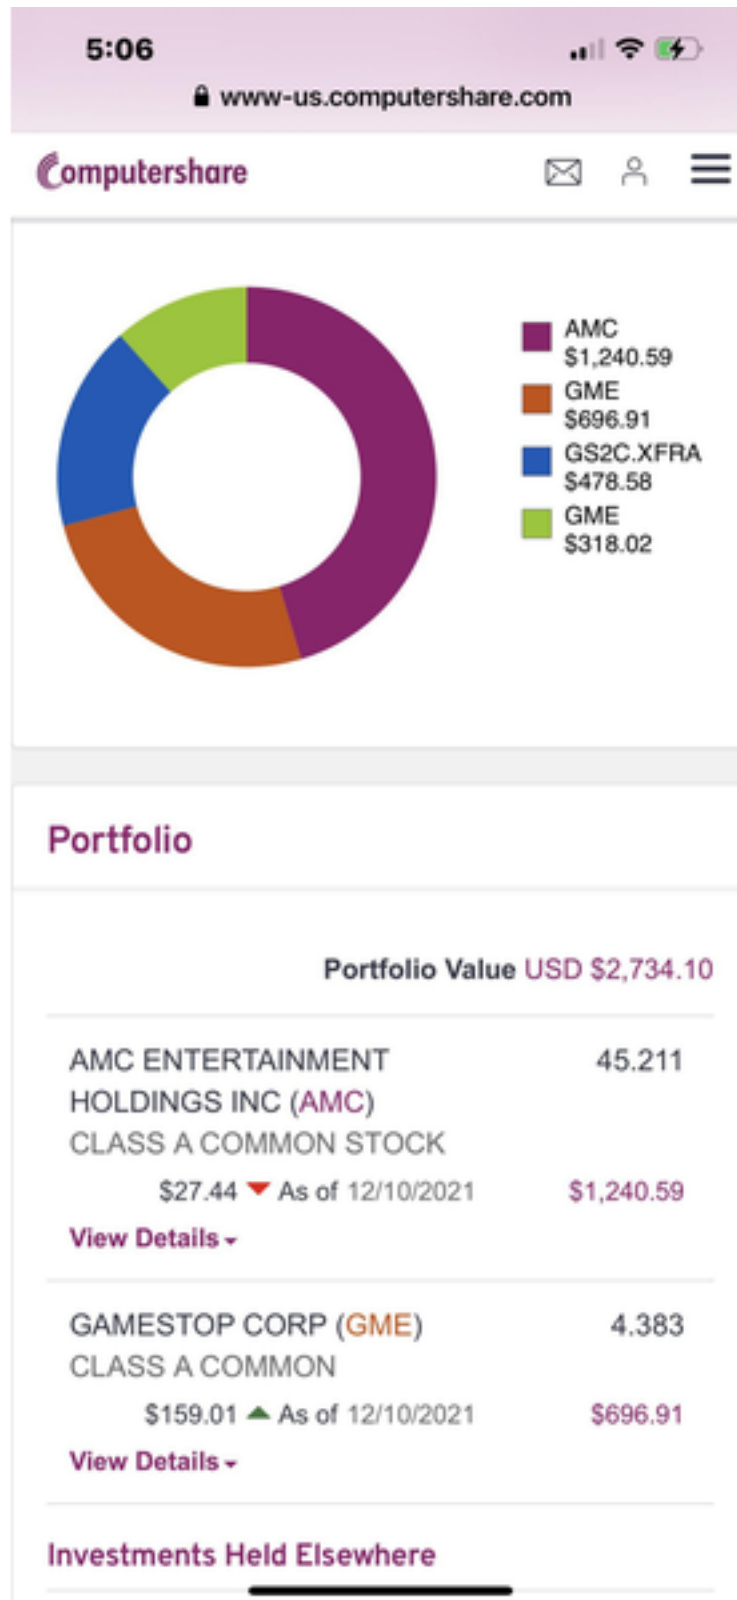 5:06
www-us.computershare.com
Computershare
AMC
$1,240.59
GME
$696.91
GS2C.XFRA
$478.58
GME
$318.02
Portfolio
Portfolio Value USD $2,734.10
AMC ENTERTAINMENT 45.211
HOLDINGS INC (AMC)
CLASS A COMMON STOCK
$27.44 As of 12/10/2021 $1,240.59
View Details
GAMESTOP CORP (GME) 4.383
CLASS A COMMON
$159.01 As of 12/10/2021 $696.91
View Details
Investments Held Elsewhere